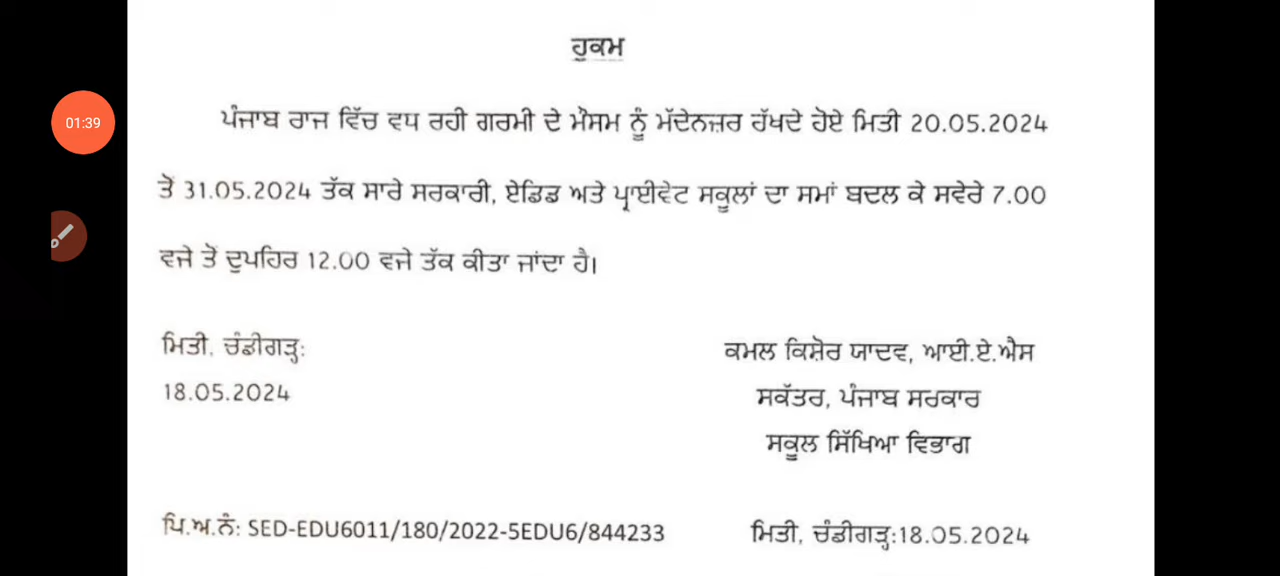 ਹੁਕਮ
01:39
ਪੰਜਾਬ ਰਾਜ ਵਿੱਚ ਵਧ ਰਹੀ ਗਰਮੀ ਦੇ ਮੌਸਮ ਨੂੰ ਮੱਦੇਨਜ਼ਰ ਰੱਖਦੇ ਹੋਏ ਮਿਤੀ 20.05.2024
ਤੋਂ 31.05.2024 ਤੱਕ ਸਾਰੇ ਸਰਕਾਰੀ, ਏਡਿਡ ਅਤੇ ਪ੍ਰਾਈਵੇਟ ਸਕੂਲਾਂ ਦਾ ਸਮਾਂ ਬਦਲ ਕੇ ਸਵੇਰੇ 7.00
ਵਜੇ ਤੋਂ ਦੁਪਹਿਰ 12.00 ਵਜੇ ਤੱਕ ਕੀਤਾ ਜਾਂਦਾ ਹੈ।
ਮਿਤੀ, ਚੰਡੀਗੜ੍ਹ:
18.05.2024
ਕਮਲ ਕਿਸ਼ੋਰ ਯਾਦਵ, ਆਈ.ਏ.ਐਸ
ਸਕੱਤਰ, ਪੰਜਾਬ ਸਰਕਾਰ
ਸਕੂਲ ਸਿੱਖਿਆ ਵਿਭਾਗ
ਪਿ.ਅ.ਨੰ: SED-EDU6011/180/2022-5EDU6/844233
ਮਿਤੀ, ਚੰਡੀਗੜ੍ਹ:18.05.2024